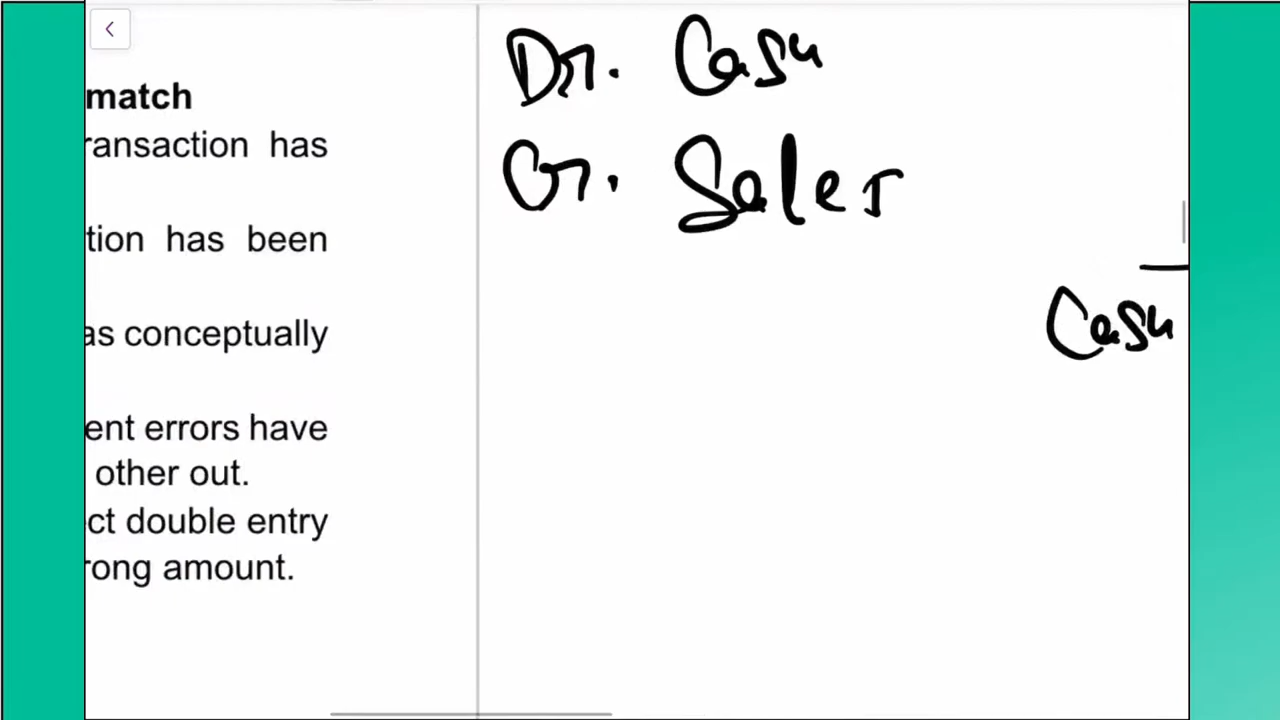 match
ransaction has
tion has been
as conceptually
ent errors have
other out.
ct double entry
rong amount.
Dr. Cash
Cr. Sales
Cash